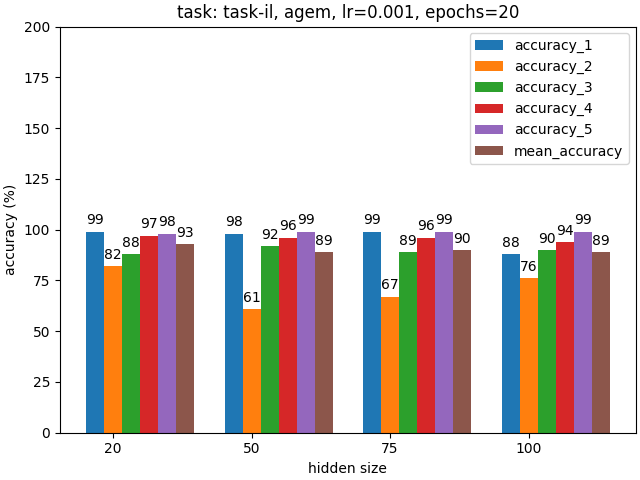 task: task-il, agem, lr=0.001, epochs=20
accuracy (%)
200
175
150
125
100
75
50
25
0
accuracy_1
accuracy_2
accuracy_3
accuracy_4
accuracy_5
mean_accuracy
99 82 88 97 98 93
98 61 92 96 99 89
99 67 89 96 99 90
88 76 90 94 99 89
20 50 75 100
hidden size